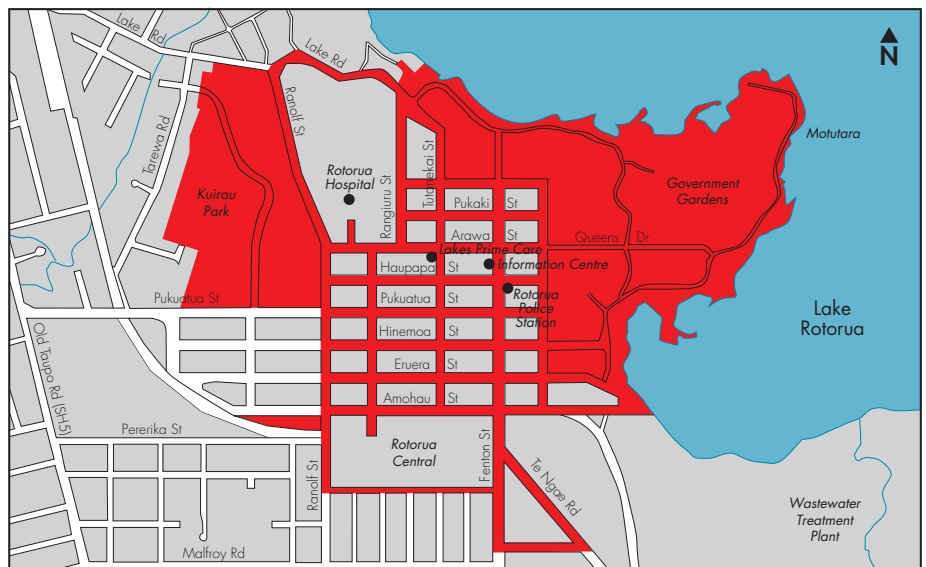 Lake Rd
Lake Rd
N
Ranolf St
Tarewa Rd
Motutara
Rotorua
Hospital
Rangiuru St
Tutanekai St
Kuirau
Park
Government
Gardens
Pukaki St
Arawa St
Queens Dr
Lakes Prime Care
Haupapa St
Information Centre
Pukuatua St
Pukuatua St
Rotorua
Police
Station
Lake
Rotorua
Hinemoa St
Old Taupo Rd (SH5)
Eruera St
Amohau St
Pererika St
Rotorua
Central
Fenton St
Te Ngae Rd
Ranolf St
Wastewater
Treatment
Plant
Malfroy Rd